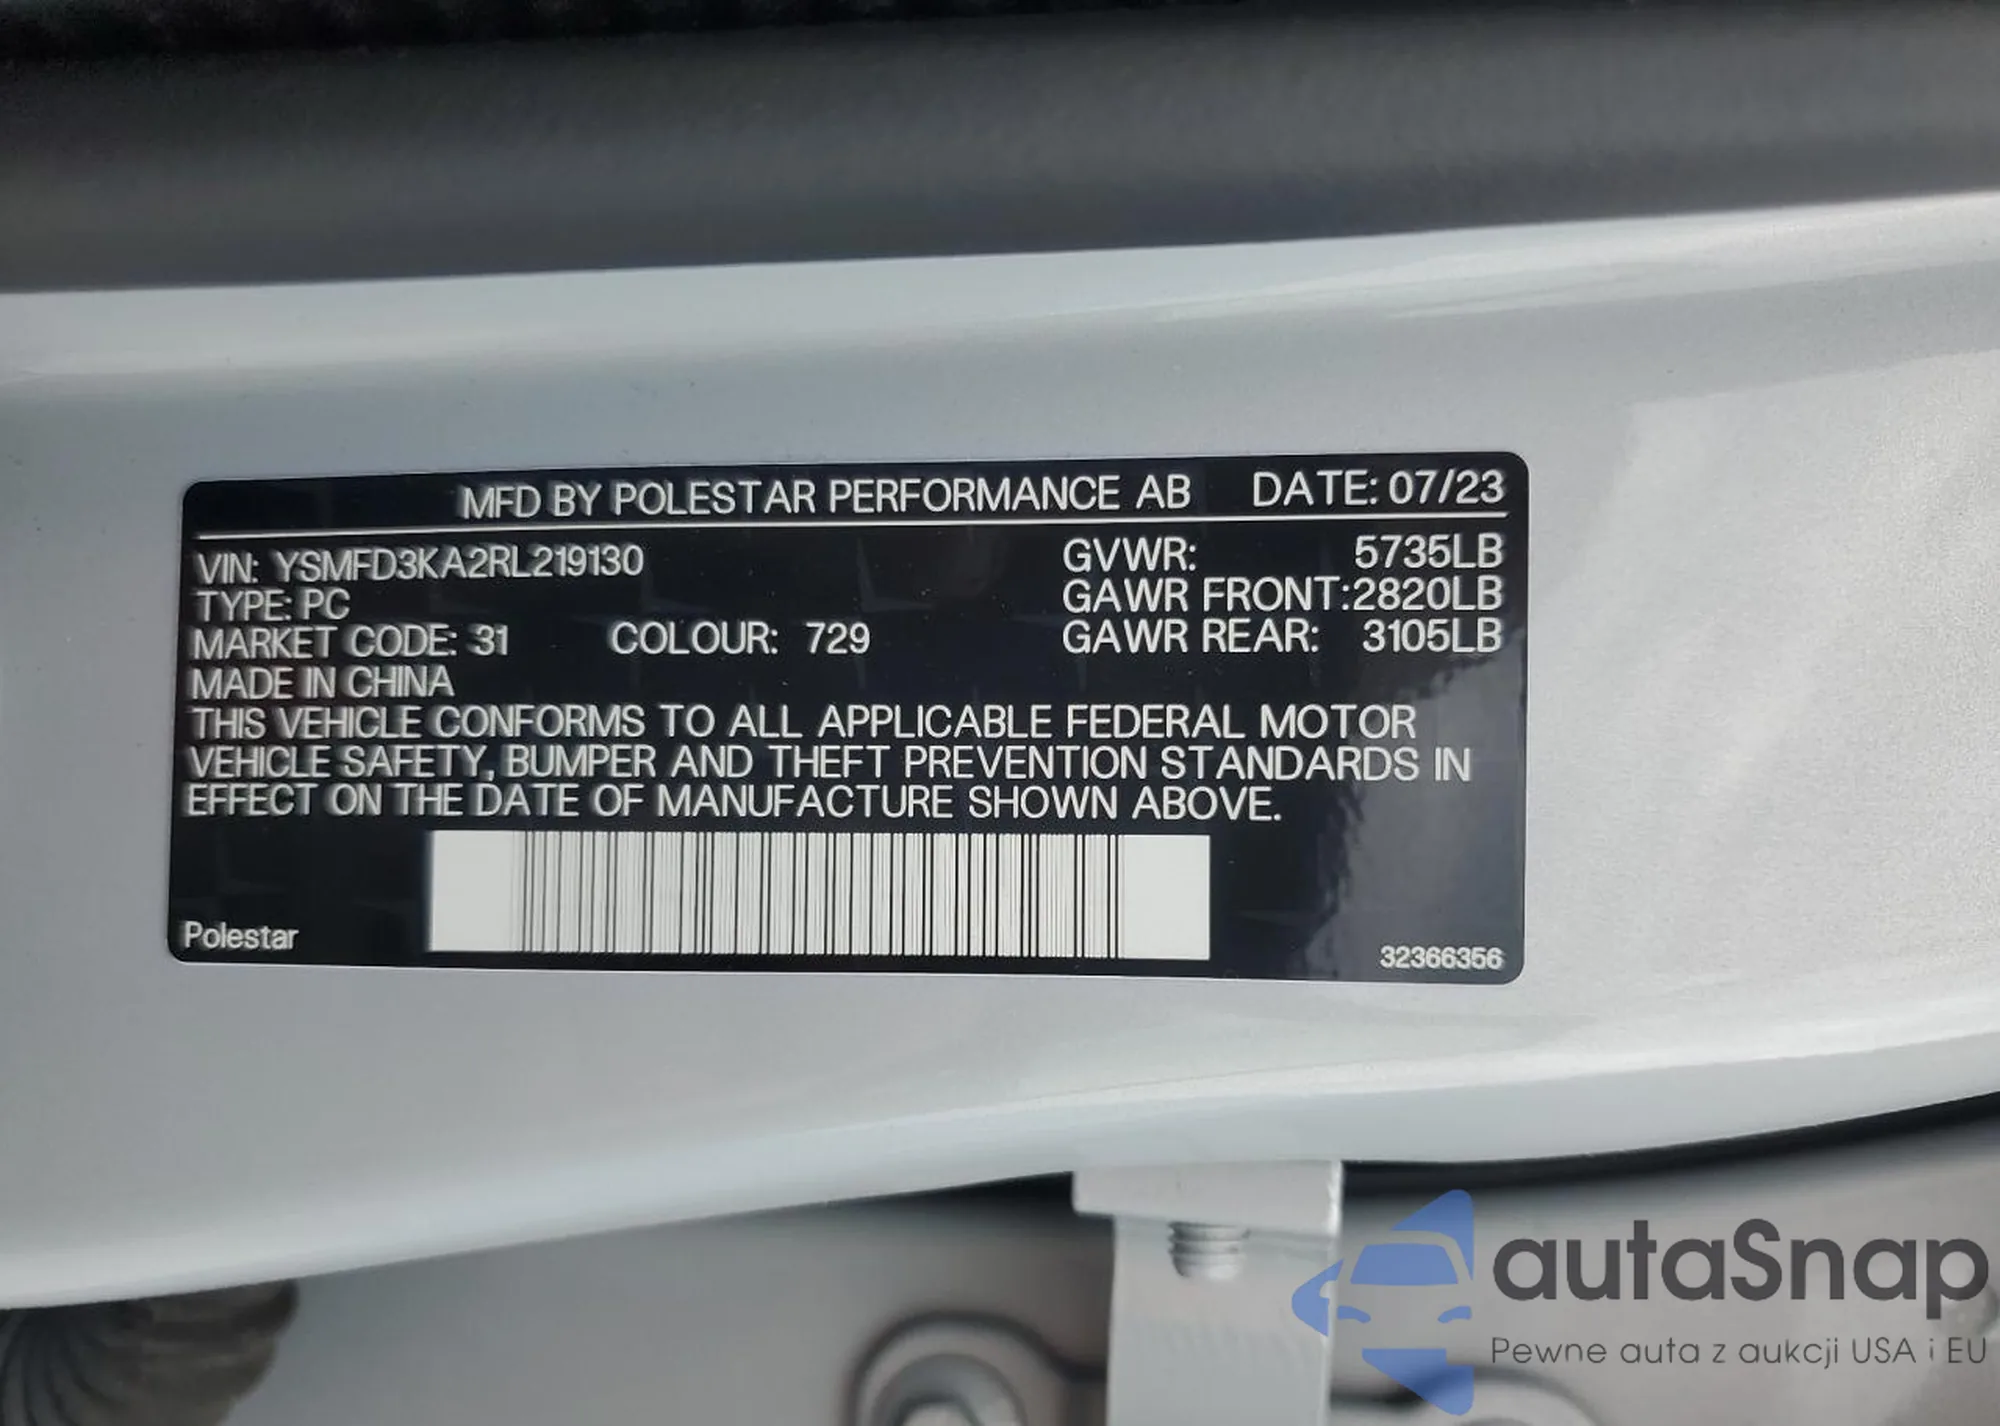 MFD BY POLESTAR PERFORMANCE AB DATE: 07/23
VIN: YSMFD3KA2RL219130 GVWR: 5735LB
TYPE: PC GAWR FRONT:2820LB
MARKET CODE: 31 COLOUR: 729 GAWR REAR: 3105LB
MADE IN CHINA
THIS VEHICLE CONFORMS TO ALL APPLICABLE FEDERAL MOTOR
VEHICLE SAFETY, BUMPER AND THEFT PREVENTION STANDARDS IN
EFFECT ON THE DATE OF MANUFACTURE SHOWN ABOVE.
Polestar 32366356
autaSnap
Pewne auta z aukcji USA i EU